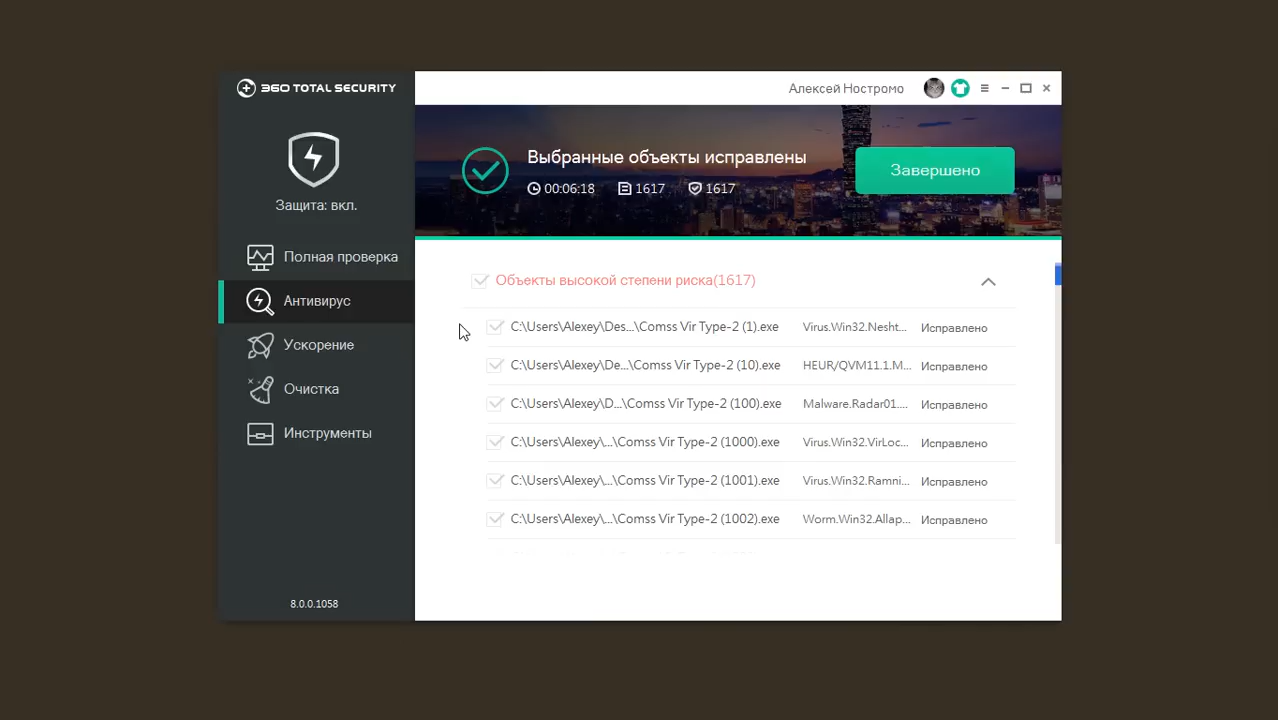 360 TOTAL SECURITY
Алексей Ностромо
Защита: вкл.
Полная проверка
Антивирус
Ускорение
Очистка
Инструменты
8.0.0.1058
Выбранные объекты исправлены
00:06:18 1617 1617
Завершено
Объекты высокой степени риска(1617)
C:\Users\Alexey\Des...\Comss Vir Type-2 (1).exe Virus.Win32.Nesht... Исправлено
C:\Users\Alexey\De...\Comss Vir Type-2 (10).exe HEUR/QVM11.1.M... Исправлено
C:\Users\Alexey\D...\Comss Vir Type-2 (100).exe Malware.Radar01.... Исправлено
C:\Users\Alexey\...\Comss Vir Type-2 (1000).exe Virus.Win32.VirLoc... Исправлено
C:\Users\Alexey\...\Comss Vir Type-2 (1001).exe Virus.Win32.Ramni... Исправлено
C:\Users\Alexey\...\Comss Vir Type-2 (1002).exe Worm.Win32.Allap... Исправлено